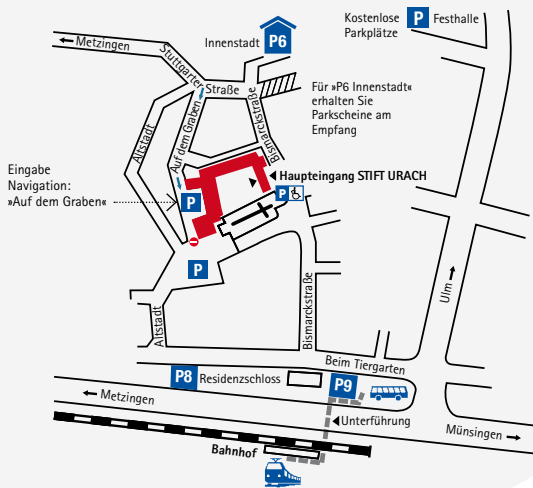 Metzingen
Stuttgarter
Straße
Innenstadt
P6
Kostenlose
Parkplätze
P
Festhalle
Für »P6 Innenstadt«
erhalten Sie
Parkscheine am
Empfang
Altstadt
Auf dem Graben
Bismarckstraße
Eingabe
Navigation:
»Auf dem Graben«
P
Haupteingang STIFT URACH
P
P
Altstadt
Bismarckstraße
Ulm
Beim Tiergarten
P8
Residenzschloss
P9
Metzingen
Unterführung
Münsingen
Bahnhof